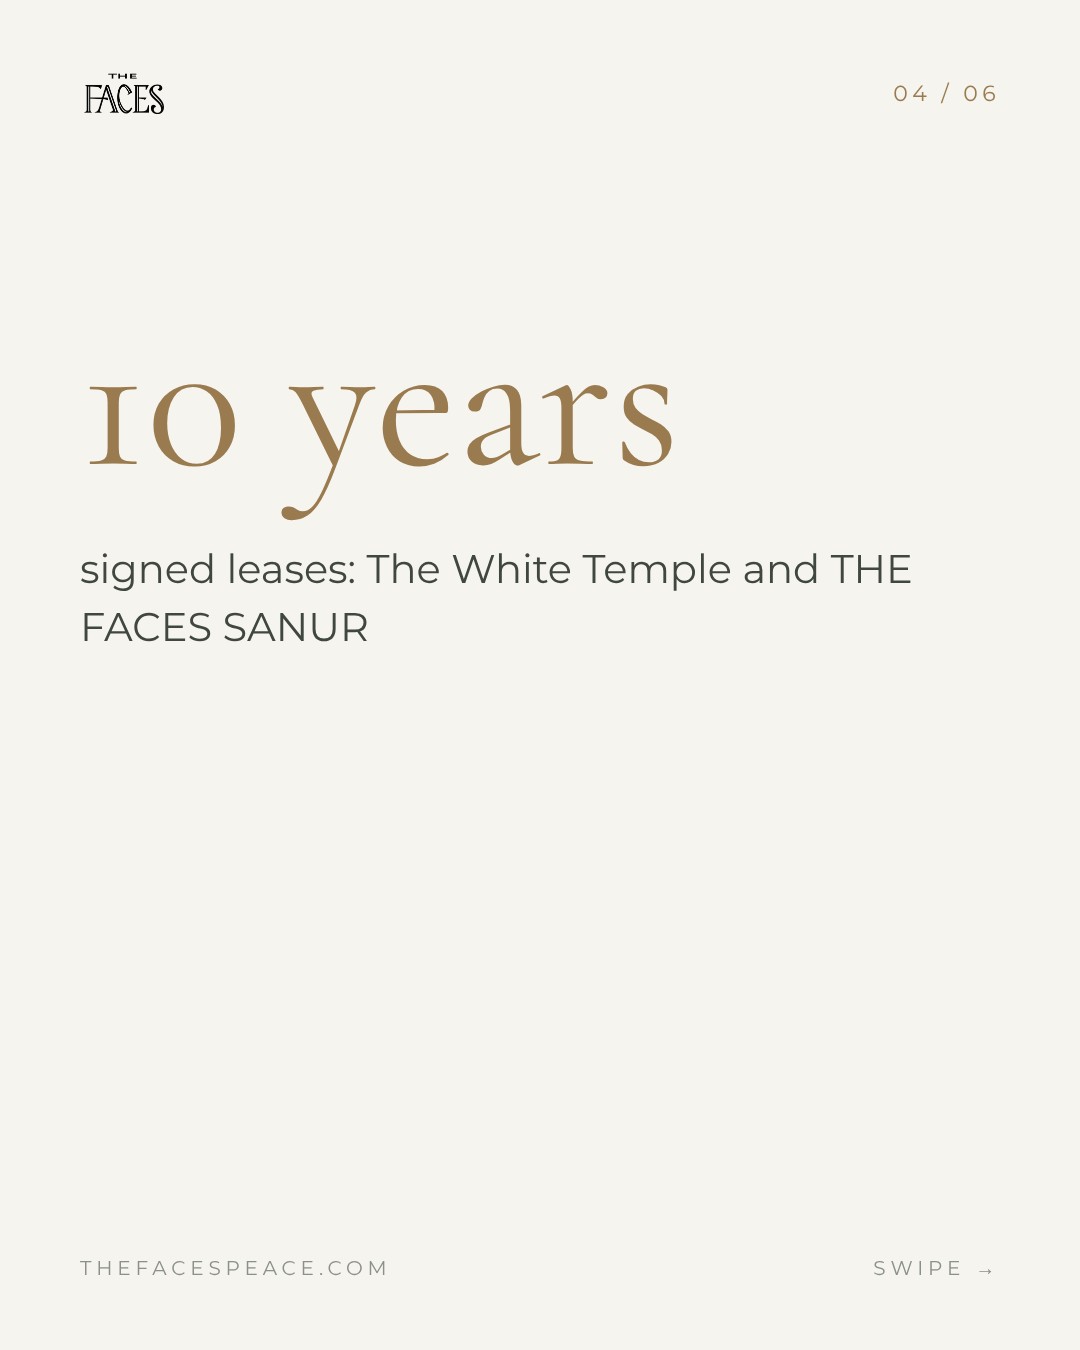 THE
FACES
04 / 06
10 years
signed leases: The White Temple and THE
FACES SANUR
THEFACESPEACE.COM
SWIPE →